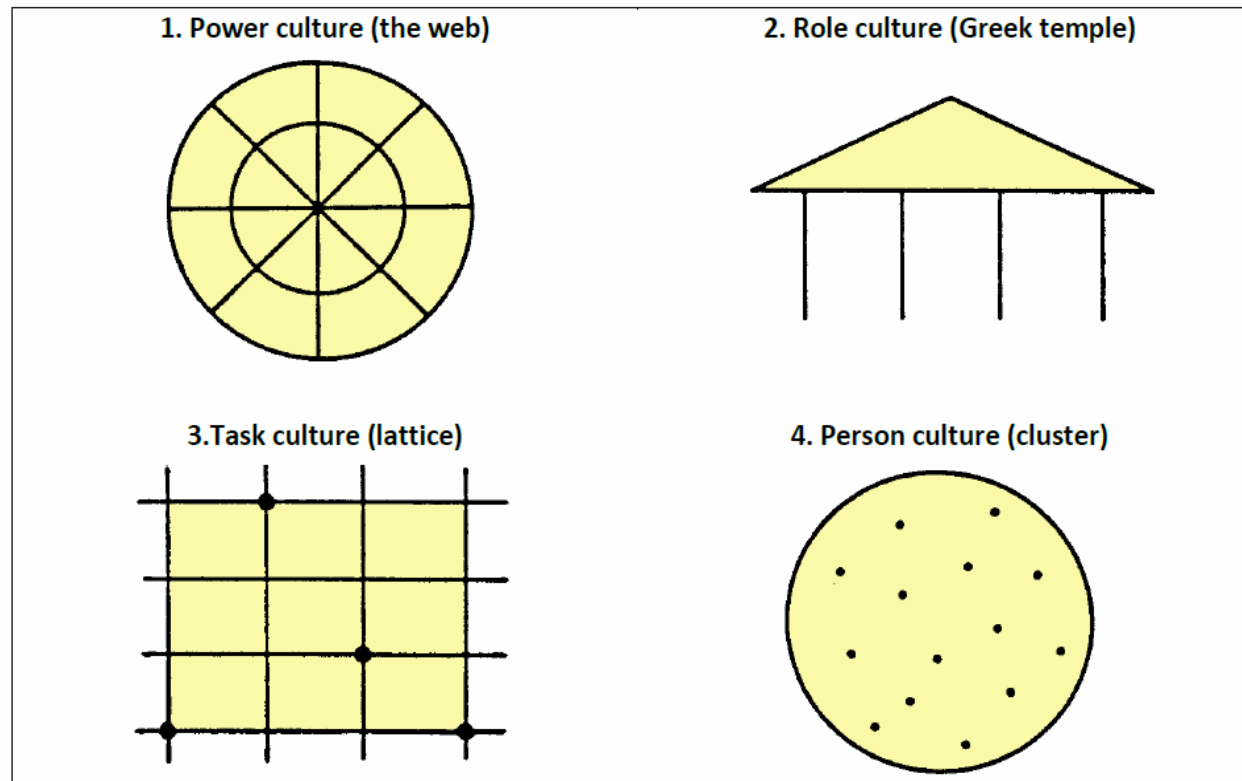 1. Power culture (the web)
2. Role culture (Greek temple)
3.Task culture (lattice)
4. Person culture (cluster)